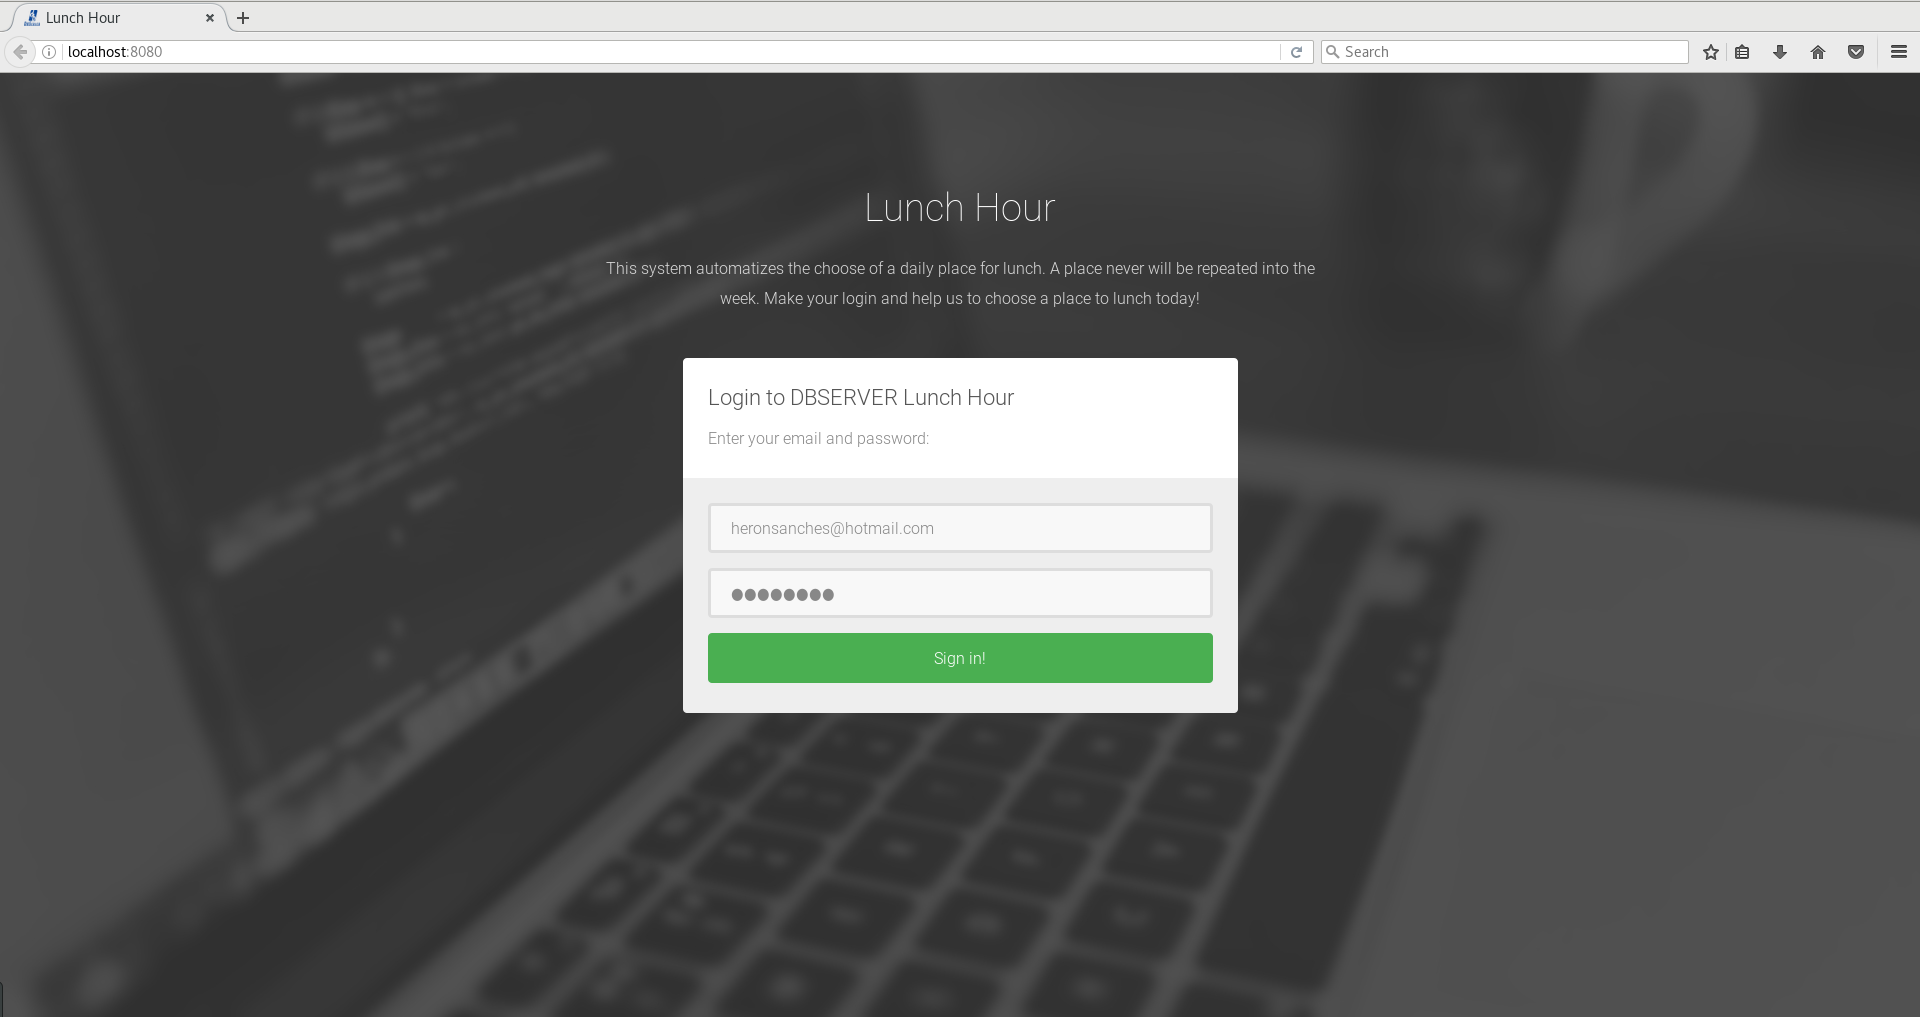 Lunch Hour
localhost:8080
Search
Lunch Hour
This system automatizes the choose of a daily place for lunch. A place never will be repeated into the
week. Make your login and help us to choose a place to lunch today!
Login to DBSERVER Lunch Hour
Enter your email and password:
heronsanches@hotmail.com
●●●●●●●●
Sign in!